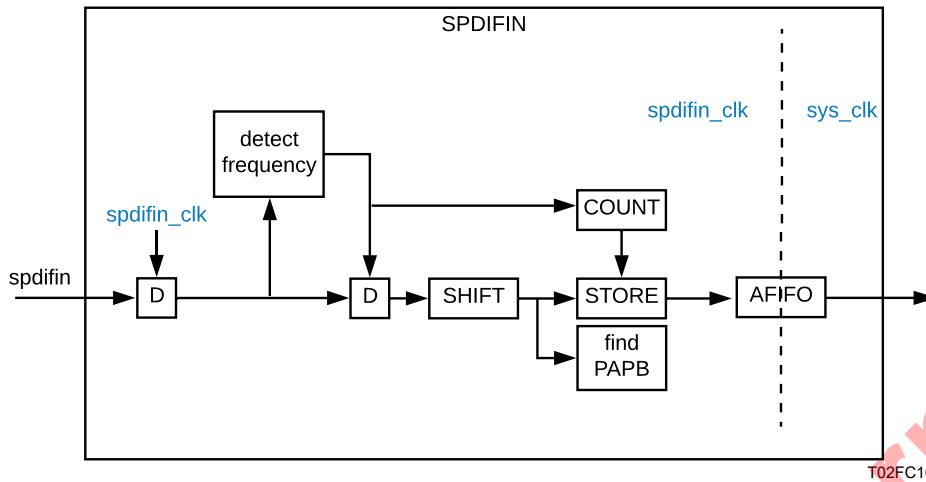 SPDIFIN
spdifin_clk
sys_clk
detect
frequency
spdifin_clk
COUNT
spdifin
D
D
SHIFT
STORE
AFIFO
find
PAPB